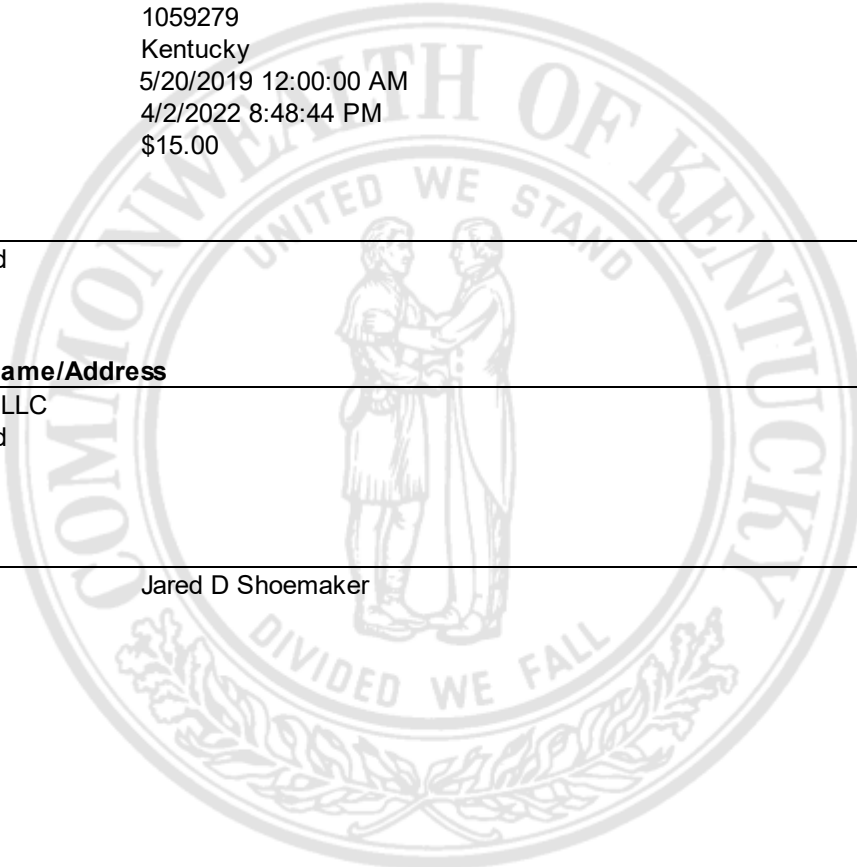 1059279
Kentucky
5/20/2019 12:00:00 AM
4/2/2022 8:48:44 PM
$15.00
COMMONWEALTH OF KENTUCKY
UNITED WE STAND
d
ame/Address
LLC
d
Jared D Shoemaker
DIVIDED WE FALL